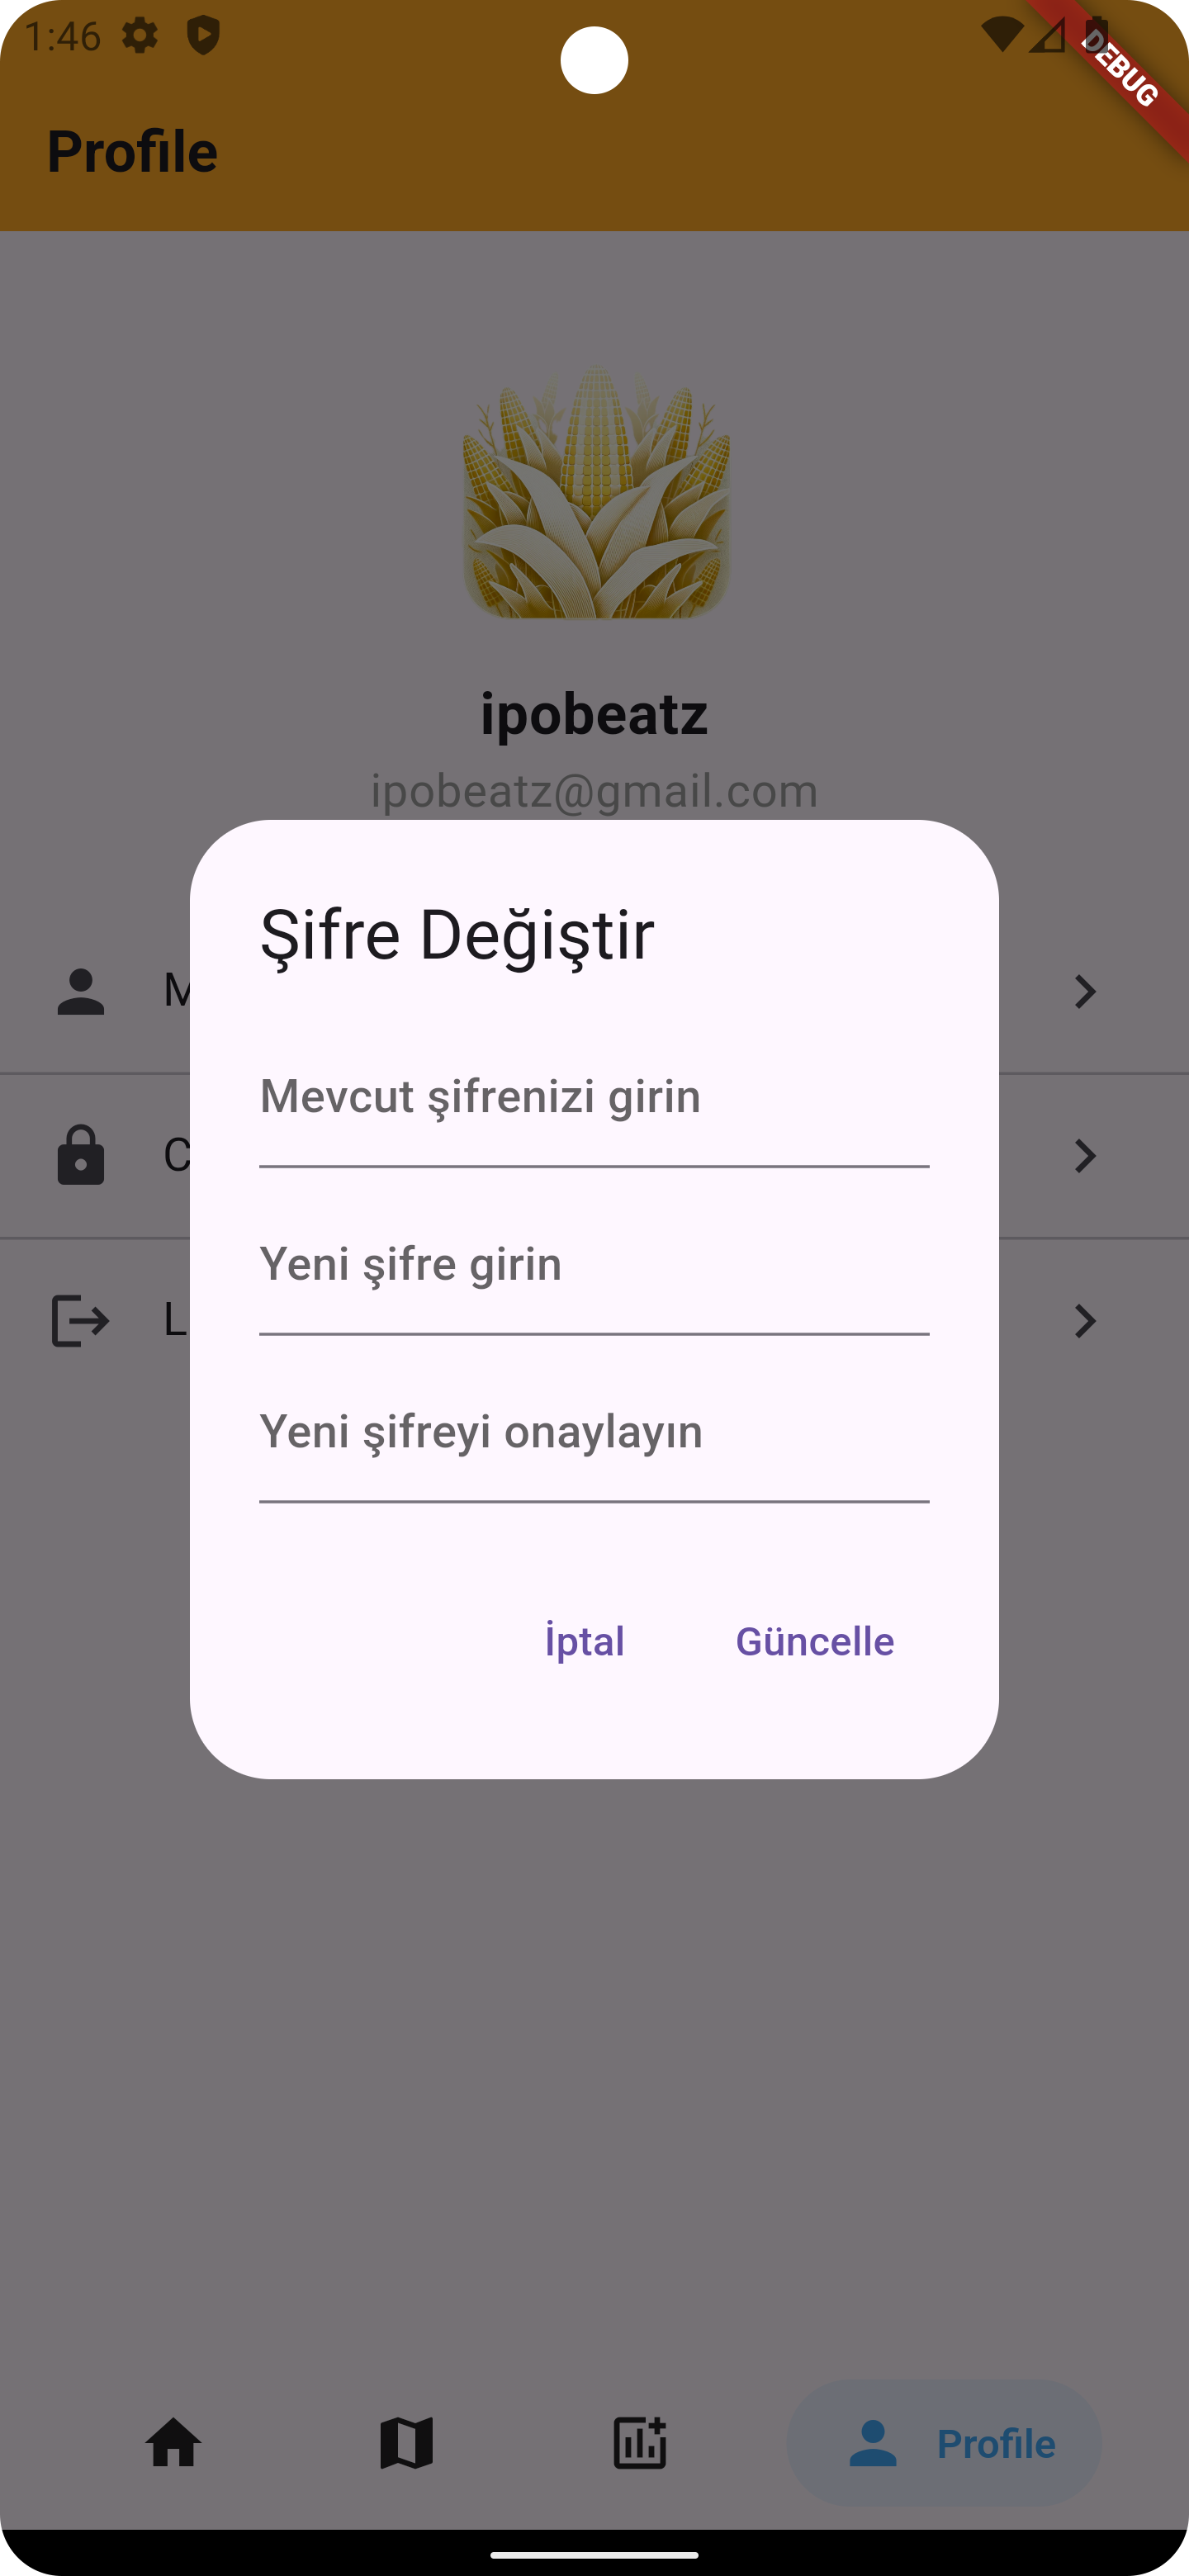 1:46
DEBUG
Profile
ipobeatz
ipobeatz@gmail.com
Şifre Değiştir
Mevcut şifrenizi girin
Yeni şifre girin
Yeni şifreyi onaylayın
İptal Güncelle
Profile